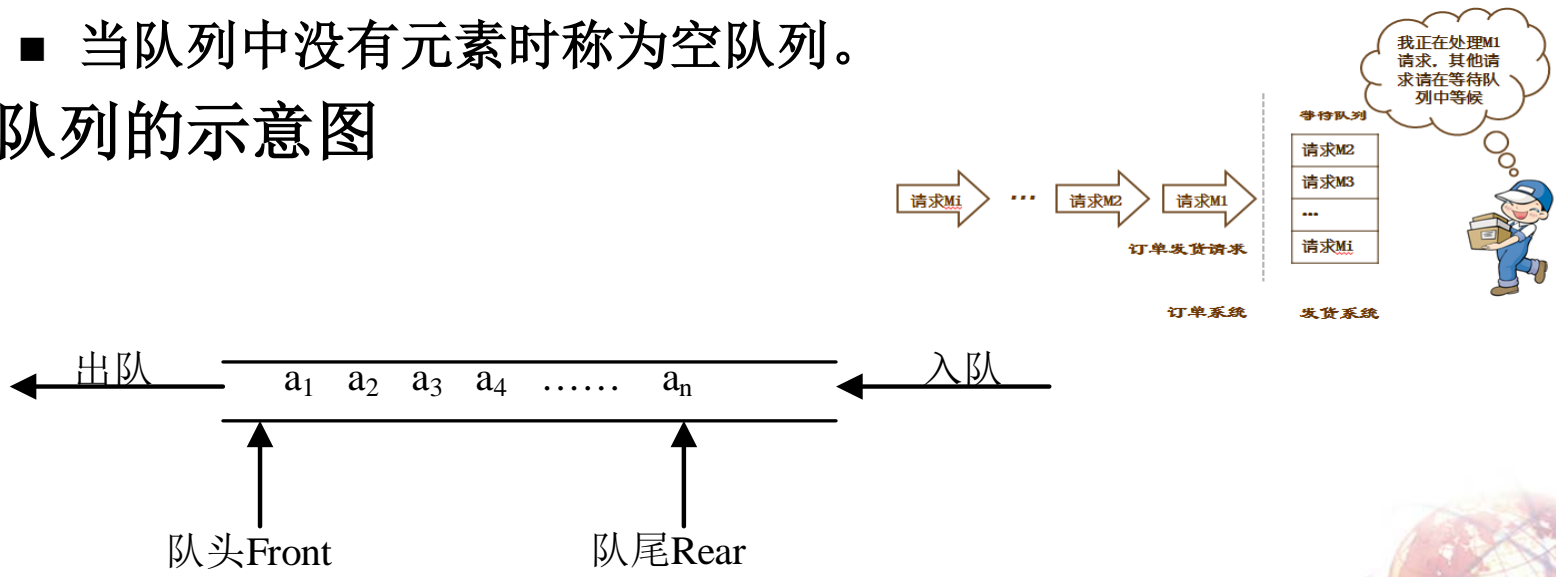 ■ 当队列中没有元素时称为空队列。
队列的示意图
我正在处理M1
请求，其他请
求请在等待队
列中等候
等待队列
请求M2
请求M3
…
请求Mi
请求Mi … 请求M2 请求M1
订单发货请求
订单系统 发货系统
出队 a1 a2 a3 a4 …… an 入队
队头Front 队尾Rear